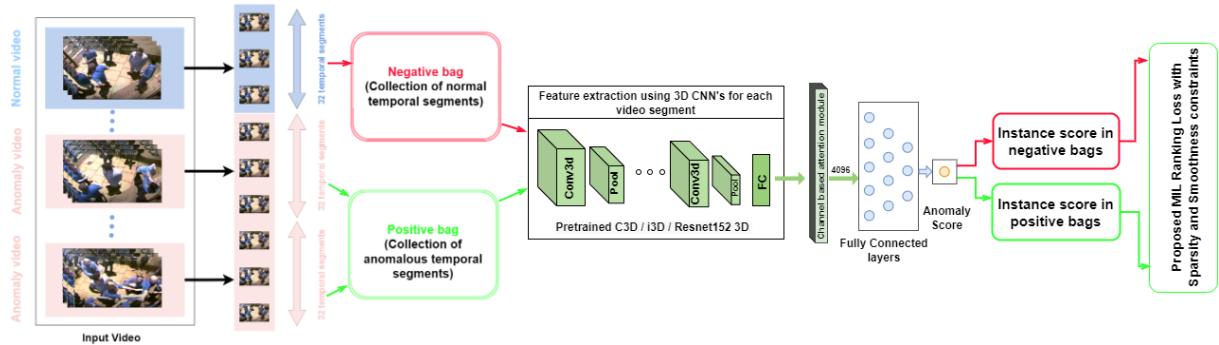 Normal video
Anomaly video
Anomaly video
Input Video
32 temporal segments
32 temporal segments
32 temporal segments
Negative bag
(Collection of normal
temporal segments)
Positive bag
(Collection of
anomalous temporal
segments)
Feature extraction using 3D CNN's for each
video segment
Conv3d
Pool
Conv3d
Pool
FC
Pretrained C3D / i3D / Resnet152 3D
Channel based attention module
4096
Fully Connected
layers
Anomaly
Score
Instance score in
negative bags
Instance score in
positive bags
Proposed MIL Ranking Loss with
Sparsity and Smoothness constraints